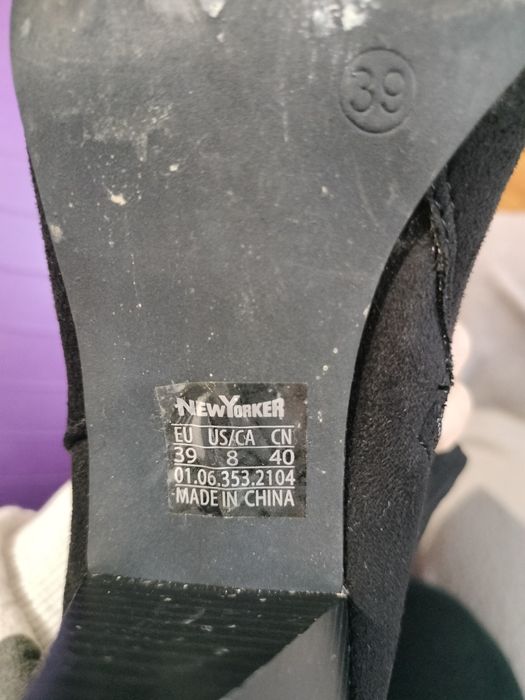 39
NEWYORKER
EU US/CA CN
39 8 40
01.06.353.2104
MADE IN CHINA